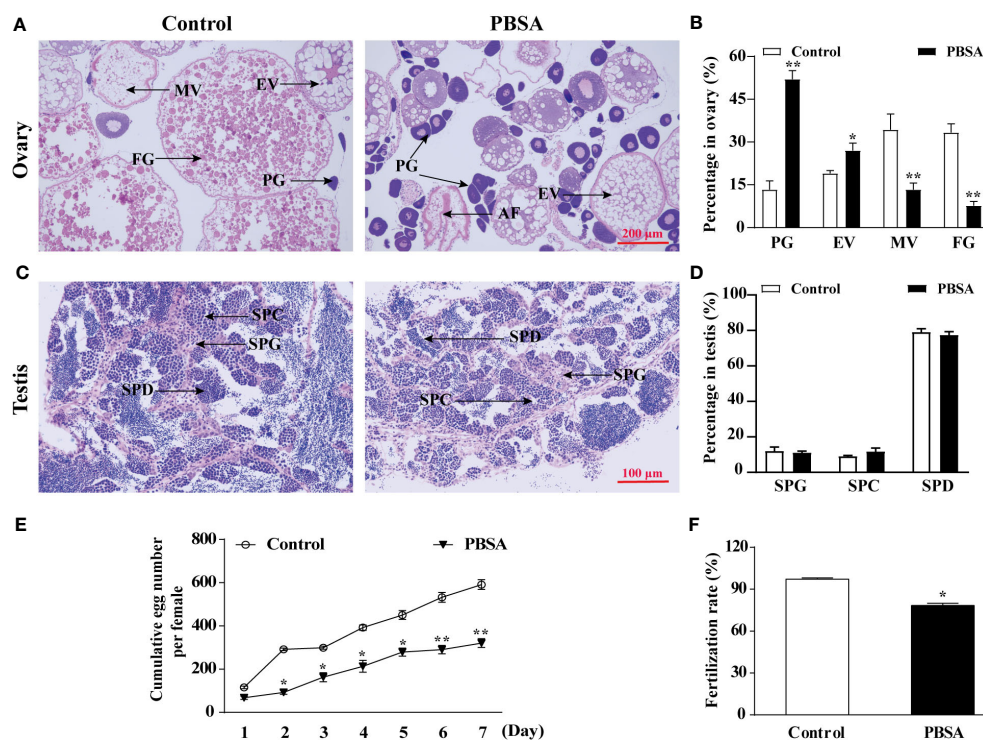 Control
PBSA
A
Ovary
MV
EV
FG
PG
PG
EV
AF
200 µm
B
Control
PBSA
Percentage in ovary (%)
60
45
30
15
0
**
*
**
**
PG
EV
MV
FG
C
Testis
SPC
SPG
SPD
SPD
SPG
SPC
100 µm
D
Control
PBSA
Percentage in testis (%)
100
80
60
40
20
0
SPG
SPC
SPD
E
Control
PBSA
Cumulative egg number
per female
800
600
400
200
0
*
*
*
*
**
**
1 2 3 4 5 6 7 (Day)
F
Fertilization rate (%)
120
90
60
30
0
*
Control
PBSA